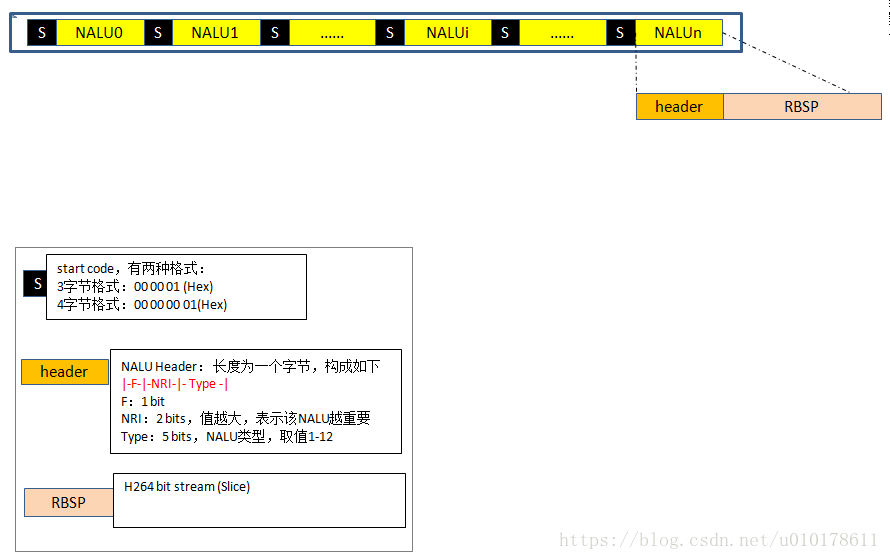 S NALU0 S NALU1 S ...... S NALUi S ...... S NALUn
header RBSP
S
start code，有两种格式：
3字节格式：00 00 01 (Hex)
4字节格式：00 00 00 01(Hex)
header
NALU Header：长度为一个字节，构成如下
|-F-|-NRI-|- Type -|
F：1 bit
NRI：2 bits，值越大，表示该NALU越重要
Type：5 bits，NALU类型，取值1-12
RBSP
H264 bit stream (Slice)
https://blog.csdn.net/u010178611